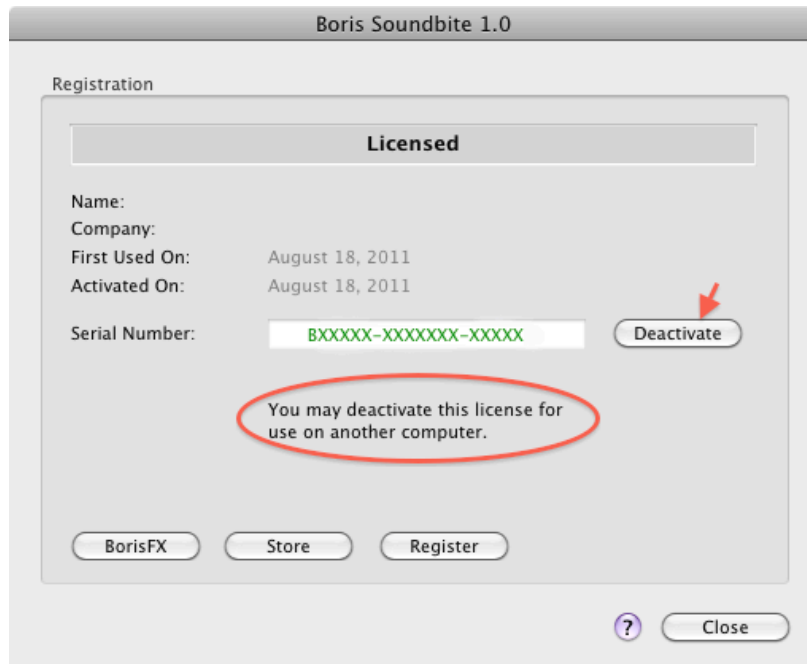 Boris Soundbite 1.0
Registration
Licensed
Name:
Company:
First Used On: August 18, 2011
Activated On: August 18, 2011
Serial Number: BXXXXX-XXXXXXX-XXXXX Deactivate
You may deactivate this license for
use on another computer.
BorisFX Store Register
? Close